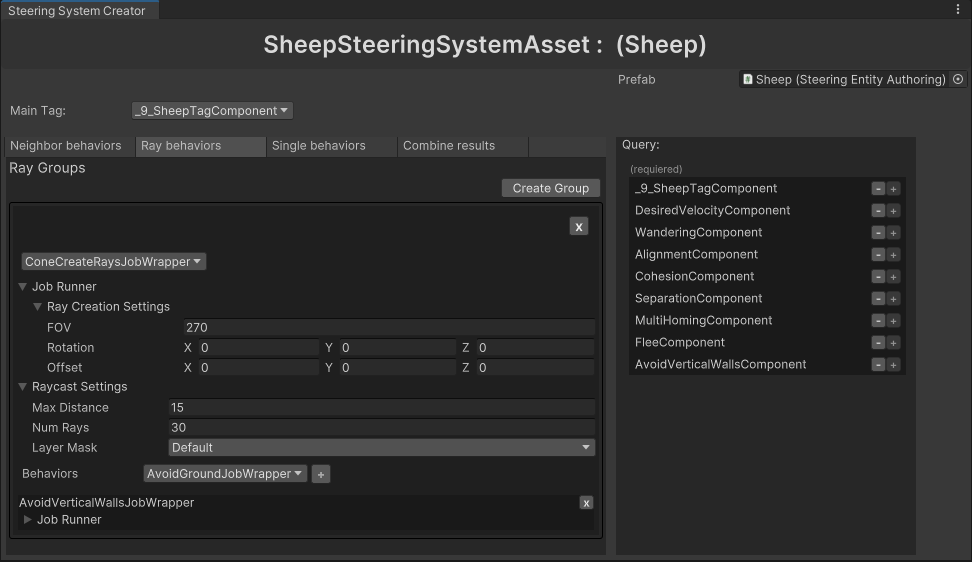 Steering System Creator
SheepSteeringSystemAsset : (Sheep)
Prefab
Sheep (Steering Entity Authoring)
Main Tag:
_9_SheepTagComponent
Neighbor behaviors
Ray behaviors
Single behaviors
Combine results
Ray Groups
Create Group
x
ConeCreateRaysJobWrapper
Job Runner
Ray Creation Settings
FOV 270
Rotation X 0 Y 0 Z 0
Offset X 0 Y 0 Z 0
Raycast Settings
Max Distance 15
Num Rays 30
Layer Mask Default
Behaviors AvoidGroundJobWrapper +
AvoidVerticalWallsJobWrapper x
Job Runner
Query:
(requiered)
_9_SheepTagComponent - +
DesiredVelocityComponent - +
WanderingComponent - +
AlignmentComponent - +
CohesionComponent - +
SeparationComponent - +
MultiHomingComponent - +
FleeComponent - +
AvoidVerticalWallsComponent - +